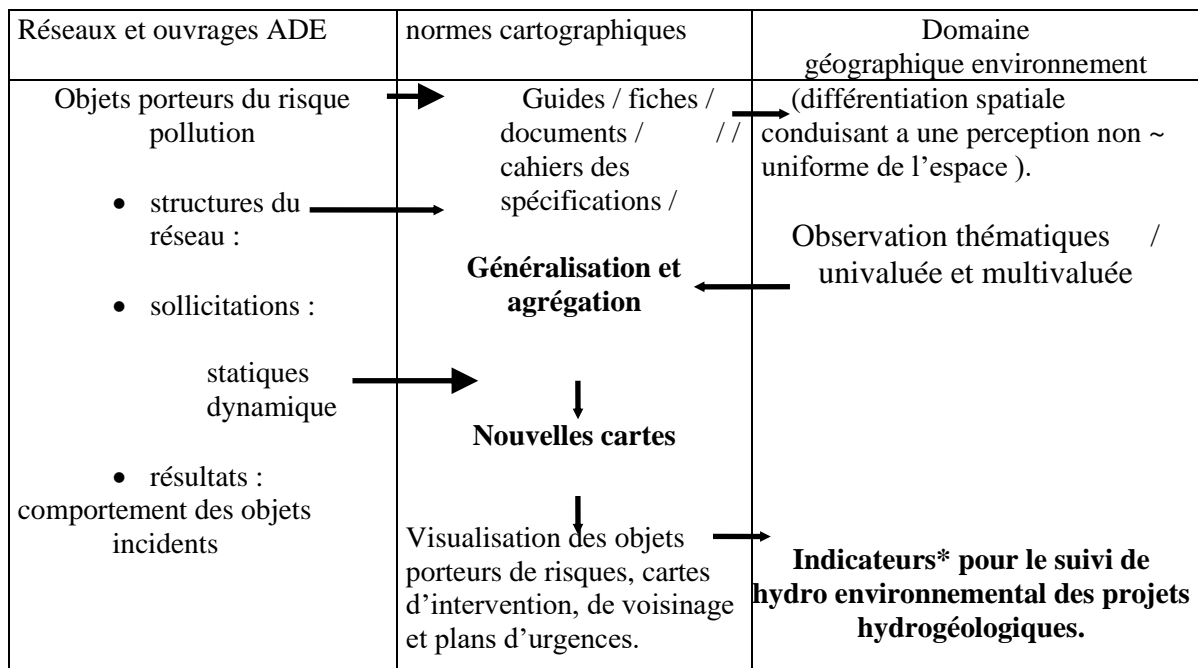 Réseaux et ouvrages ADE
normes cartographiques
Domaine
géographique environnement
Objets porteurs du risque
pollution
• structures du
réseau :
• sollicitations :
statiques
dynamique
• résultats :
comportement des objets
incidents
Guides / fiches /
documents / / /
cahiers des
spécifications /
Généralisation et
agrégation
Nouvelles cartes
Visualisation des objets
porteurs de risques, cartes
d’intervention, de voisinage
et plans d’urgences.
(différentiation spatiale
conduisant a une perception non ~
uniforme de l’espace ).
Observation thématiques /
univaluée et multivaluée
Indicateurs* pour le suivi de
hydro environnemental des projets
hydrogéologiques.